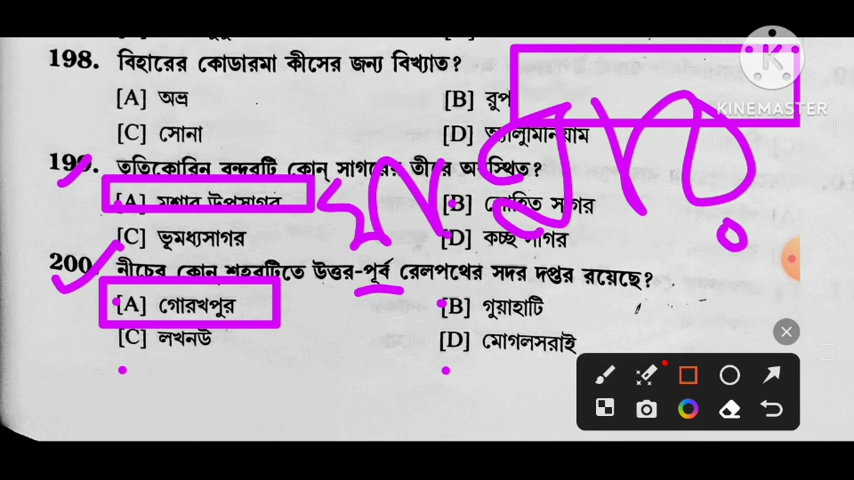 198. বিহারের কোডারমা কীসের জন্য বিখ্যাত?
[A] অভ্র [B] রুপ
[C] সোনা [D] অ্যালুমিনিয়াম
199. তুতিকোরিন বন্দরটি কোন্ সাগরের তীরে অবস্থিত?
[A] মান্নার উপসাগর [B] লোহিত সাগর
[C] ভূমধ্যসাগর [D] কচ্ছ সাগর
200. নীচের কোন শহরটিতে উত্তর-পূর্ব রেলপথের সদর দপ্তর রয়েছে?
[A] গোরখপুর [B] গুয়াহাটি
[C] লখনউ [D] মোগলসরাই
KINEMASTER